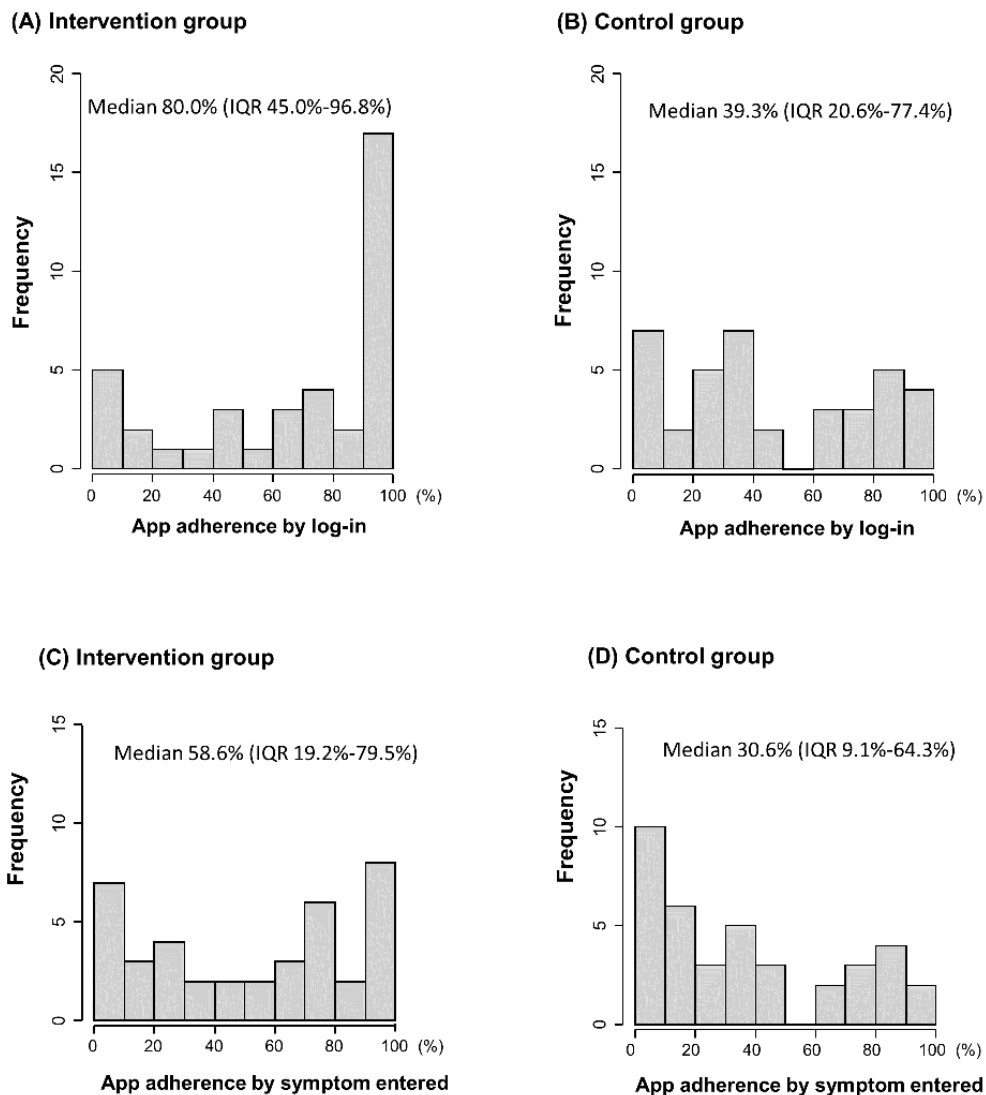 (A) Intervention group
Median 80.0% (IQR 45.0%-96.8%)
Frequency
20
15
10
5
0
0 20 40 60 80 100 (%)
App adherence by log-in
(B) Control group
Median 39.3% (IQR 20.6%-77.4%)
Frequency
20
15
10
5
0
0 20 40 60 80 100 (%)
App adherence by log-in
(C) Intervention group
Median 58.6% (IQR 19.2%-79.5%)
Frequency
15
10
5
0
0 20 40 60 80 100 (%)
App adherence by symptom entered
(D) Control group
Median 30.6% (IQR 9.1%-64.3%)
Frequency
15
10
5
0
0 20 40 60 80 100 (%)
App adherence by symptom entered